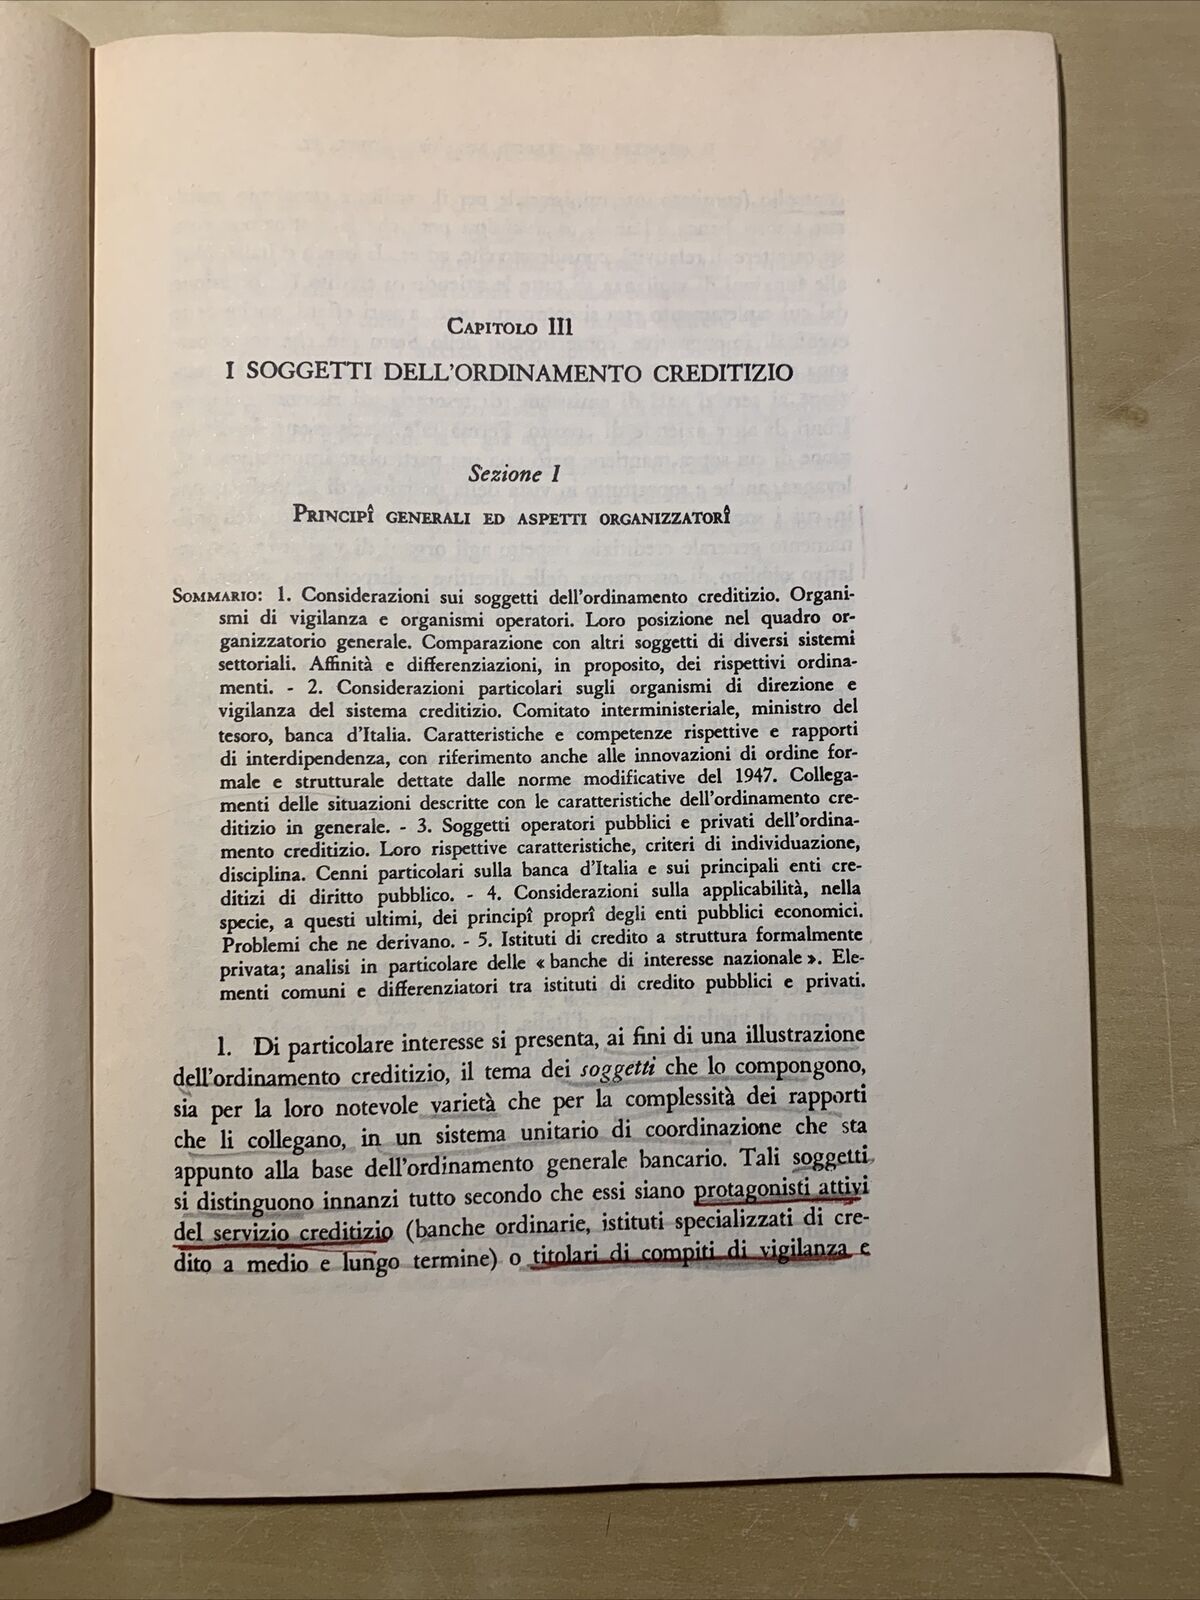 CAPITOLO III
I SOGGETTI DELL'ORDINAMENTO CREDITIZIO
Sezione I
PRINCIPÎ GENERALI ED ASPETTI ORGANIZZATORÎ
SOMMARIO: 1. Considerazioni sui soggetti dell'ordinamento creditizio. Organi-
smi di vigilanza e organismi operatori. Loro posizione nel quadro or-
ganizzatorio generale. Comparazione con altri soggetti di diversi sistemi
settoriali. Affinità e differenziazioni, in proposito, dei rispettivi ordina-
menti. - 2. Considerazioni particolari sugli organismi di direzione e
vigilanza del sistema creditizio. Comitato interministeriale, ministro del
tesoro, banca d'Italia. Caratteristiche e competenze rispettive e rapporti
di interdipendenza, con riferimento anche alle innovazioni di ordine for-
male e strutturale dettate dalle norme modificative del 1947. Collega-
menti delle situazioni descritte con le caratteristiche dell'ordinamento cre-
ditizio in generale. - 3. Soggetti operatori pubblici e privati dell'ordina-
mento creditizio. Loro rispettive caratteristiche, criteri di individuazione,
disciplina. Cenni particolari sulla banca d'Italia e sui principali enti cre-
ditizi di diritto pubblico. - 4. Considerazioni sulla applicabilità, nella
specie, a questi ultimi, dei principî proprî degli enti pubblici economici.
Problemi che ne derivano. - 5. Istituti di credito a struttura formalmente
privata; analisi in particolare delle « banche di interesse nazionale ». Ele-
menti comuni e differenziatori tra istituti di credito pubblici e privati.
1. Di particolare interesse si presenta, ai fini di una illustrazione
dell'ordinamento creditizio, il tema dei soggetti che lo compongono,
sia per la loro notevole varietà che per la complessità dei rapporti
che li collegano, in un sistema unitario di coordinazione che sta
appunto alla base dell'ordinamento generale bancario. Tali soggetti
si distinguono innanzi tutto secondo che essi siano protagonisti attivi
del servizio creditizio (banche ordinarie, istituti specializzati di cre-
dito a medio e lungo termine) o titolari di compiti di vigilanza e